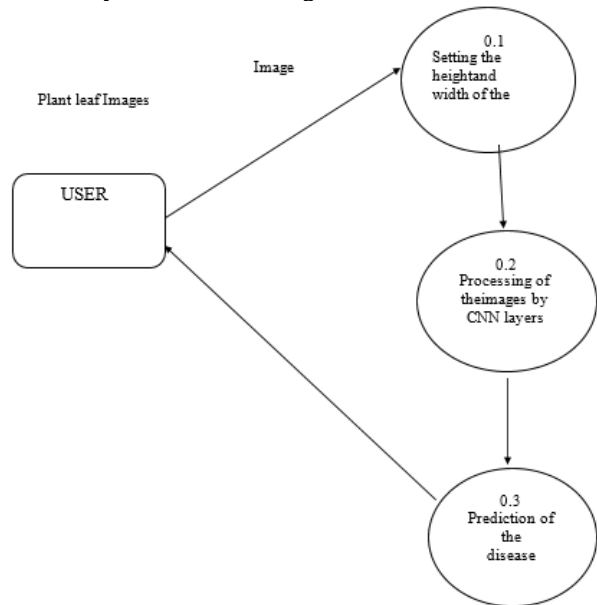 0.1
Setting the
heightand
width of the
Image
Plant leaf Images
USER
0.2
Processing of
theimages by
CNN layers
0.3
Prediction of
the
disease